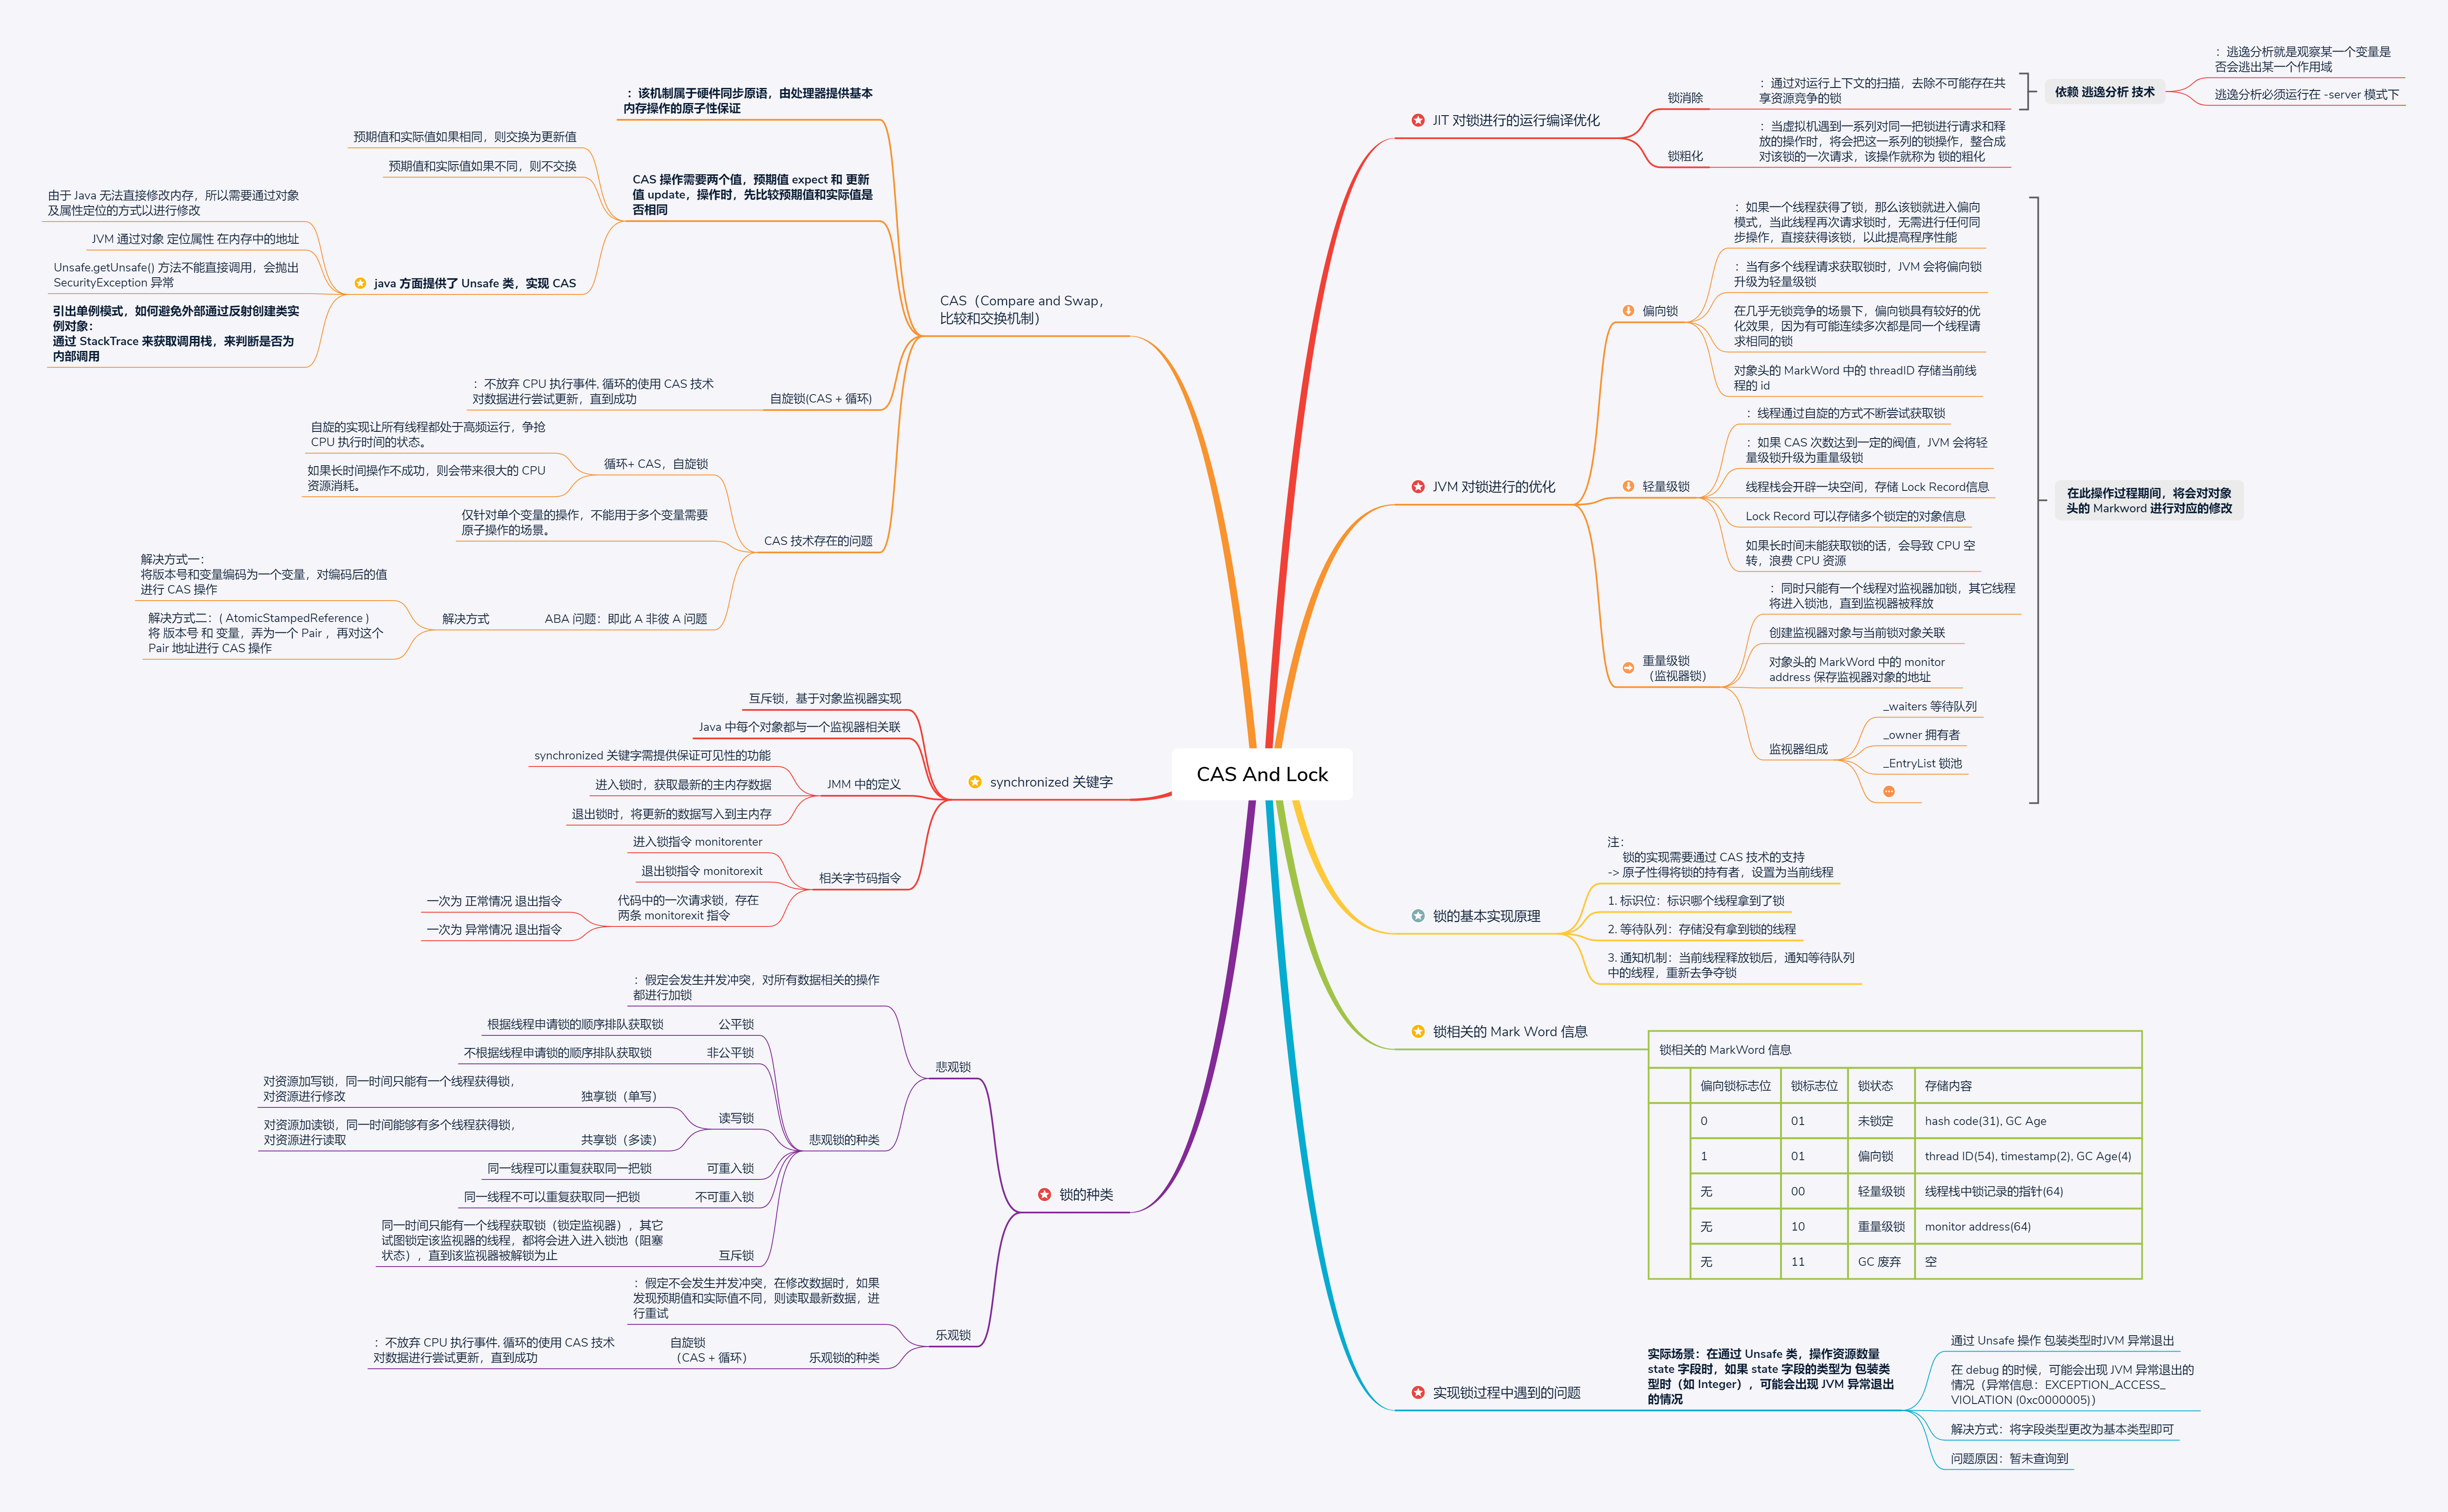 CAS And Lock
JIT 对锁进行的运行编译优化
锁消除
：通过对运行上下文的扫描，去除不可能存在共
享资源竞争的锁
依赖 逃逸分析 技术
：逃逸分析就是观察某一个变量是
否会逃出某一个作用域
逃逸分析必须运行在 -server 模式下
锁粗化
：当虚拟机遇到一系列对同一把锁进行请求和释
放的操作时，将会把这一系列的锁操作，整合成
对该锁的一次请求，该操作就称为 锁的粗化
JVM 对锁进行的优化
偏向锁
：如果一个线程获得了锁，那么该锁就进入偏向
模式，当此线程再次请求锁时，无需进行任何同
步操作，直接获得该锁，以此提高程序性能
：当有多个线程请求获取锁时，JVM 会将偏向锁
升级为轻量级锁
在几乎无锁竞争的场景下，偏向锁具有较好的优
化效果，因为有可能连续多次都是同一个线程请
求相同的锁
对象头的 MarkWord 中的 threadID 存储当前线
程的 id
轻量级锁
：线程通过自旋的方式不断尝试获取锁
：如果 CAS 次数达到一定的阀值，JVM 会将轻
量级锁升级为重量级锁
线程栈会开辟一块空间，存储 Lock Record信息
Lock Record 可以存储多个锁定的对象信息
如果长时间未能获取锁的话，会导致 CPU 空
转，浪费 CPU 资源
重量级锁
（监视器锁）
：同时只能有一个线程对监视器加锁，其它线程
将进入锁池，直到监视器被释放
创建监视器对象与当前锁对象关联
对象头的 MarkWord 中的 monitor
address 保存监视器对象的地址
监视器组成
_waiters 等待队列
_owner 拥有者
_EntryList 锁池
在此操作过程期间，将会对对象
头的 Markword 进行对应的修改
锁的基本实现原理
注：
锁的实现需要通过 CAS 技术的支持
-> 原子性得将锁的持有者，设置为当前线程
1. 标识位：标识哪个线程拿到了锁
2. 等待队列：存储没有拿到锁的线程
3. 通知机制：当前线程释放锁后，通知等待队列
中的线程，重新去争夺锁
锁相关的 Mark Word 信息
锁相关的 MarkWord 信息
偏向锁标志位 锁标志位 锁状态 存储内容
0 01 未锁定 hash code(31), GC Age
1 01 偏向锁 thread ID(54), timestamp(2), GC Age(4)
无 00 轻量级锁 线程栈中锁记录的指针(64)
无 10 重量级锁 monitor address(64)
无 11 GC 废弃 空
实现锁过程中遇到的问题
实际场景：在通过 Unsafe 类，操作资源数量
state 字段时，如果 state 字段的类型为 包装类
型时（如 Integer），可能会出现 JVM 异常退出
的情况
通过 Unsafe 操作 包装类型时JVM 异常退出
在 debug 的时候，可能会出现 JVM 异常退出的
情况（异常信息：EXCEPTION_ACCESS_
VIOLATION (0xc0000005)）
解决方式：将字段类型更改为基本类型即可
问题原因：暂未查询到
CAS（Compare and Swap，
比较和交换机制）
：该机制属于硬件同步原语，由处理器提供基本
内存操作的原子性保证
CAS 操作需要两个值，预期值 expect 和 更新
值 update，操作时，先比较预期值和实际值是
否相同
预期值和实际值如果相同，则交换为更新值
预期值和实际值如果不同，则不交换
java 方面提供了 Unsafe 类，实现 CAS
由于 Java 无法直接修改内存，所以需要通过对象
及属性定位的方式以进行修改
JVM 通过对象 定位属性 在内存中的地址
Unsafe.getUnsafe() 方法不能直接调用，会抛出
SecurityException 异常
引出单例模式，如何避免外部通过反射创建类实
例对象：
通过 StackTrace 来获取调用栈，来判断是否为
内部调用
自旋锁(CAS + 循环)
：不放弃 CPU 执行事件, 循环的使用 CAS 技术
对数据进行尝试更新，直到成功
CAS 技术存在的问题
循环+ CAS，自旋锁
自旋的实现让所有线程都处于高频运行，争抢
CPU 执行时间的状态。
如果长时间操作不成功，则会带来很大的 CPU
资源消耗。
仅针对单个变量的操作，不能用于多个变量需要
原子操作的场景。
ABA 问题：即此 A 非彼 A 问题
解决方式
解决方式一：
将版本号和变量编码为一个变量，对编码后的值
进行 CAS 操作
解决方式二：( AtomicStampedReference )
将 版本号 和 变量，弄为一个 Pair ，再对这个
Pair 地址进行 CAS 操作
synchronized 关键字
互斥锁，基于对象监视器实现
Java 中每个对象都与一个监视器相关联
JMM 中的定义
synchronized 关键字需提供保证可见性的功能
进入锁时，获取最新的主内存数据
退出锁时，将更新的数据写入到主内存
相关字节码指令
进入锁指令 monitorenter
退出锁指令 monitorexit
代码中的一次请求锁，存在
两条 monitorexit 指令
一次为 正常情况 退出指令
一次为 异常情况 退出指令
锁的种类
悲观锁
：假定会发生并发冲突，对所有数据相关的操作
都进行加锁
悲观锁的种类
公平锁
根据线程申请锁的顺序排队获取锁
非公平锁
不根据线程申请锁的顺序排队获取锁
读写锁
独享锁（单写）
对资源加写锁，同一时间只能有一个线程获得锁，
对资源进行修改
共享锁（多读）
对资源加读锁，同一时间能够有多个线程获得锁，
对资源进行读取
可重入锁
同一线程可以重复获取同一把锁
不可重入锁
同一线程不可以重复获取同一把锁
互斥锁
同一时间只能有一个线程获取锁（锁定监视器），其它
试图锁定该监视器的线程，都将会进入进入锁池（阻塞
状态），直到该监视器被解锁为止
乐观锁
：假定不会发生并发冲突，在修改数据时，如果
发现预期值和实际值不同，则读取最新数据，进
行重试
乐观锁的种类
自旋锁
（CAS + 循环）
：不放弃 CPU 执行事件, 循环的使用 CAS 技术
对数据进行尝试更新，直到成功